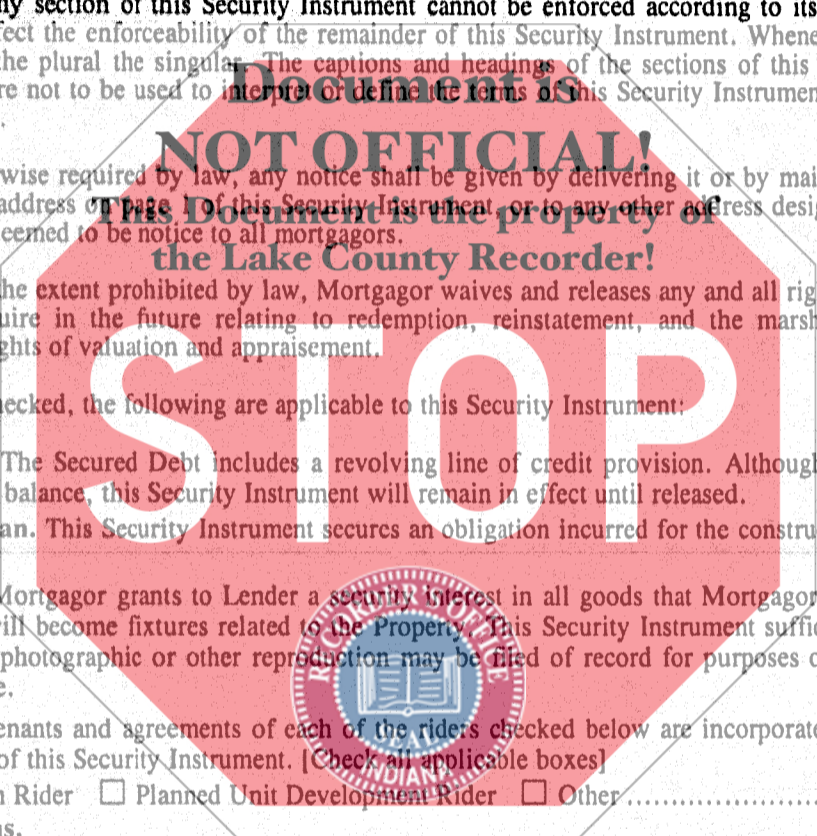 ny section of this Security Instrument cannot be enforced according to its
fect the enforceability of the remainder of this Security Instrument. Whene
the plural the singular. The captions and headings of the sections of this
re not to be used to interpret or define the terms of this Security Instrumen
.
Document is
NOT OFFICIAL!
wise required by law, any notice shall be given by delivering it or by mai
address on page 1 of this Security Instrument, or to any other address desig
This Document is the property of
eemed to be notice to all mortgagors.
the Lake County Recorder!
he extent prohibited by law, Mortgagor waives and releases any and all rig
uire in the future relating to redemption, reinstatement, and the marsh
ghts of valuation and appraisement.
STOP
ecked, the following are applicable to this Security Instrument:
The Secured Debt includes a revolving line of credit provision. Although
balance, this Security Instrument will remain in effect until released.
an. This Security Instrument secures an obligation incurred for the constru
Mortgagor grants to Lender a security interest in all goods that Mortgagor
ill become fixtures related to the Property. This Security Instrument suffic
photographic or other reproduction may be filed of record for purposes o
e.
RECORDER'S OFFICE
SEAL
INDIANA
enants and agreements of each of the riders checked below are incorporate
of this Security Instrument. [Check all applicable boxes]
n Rider ☐ Planned Unit Development Rider ☐ Other ........................
ns.